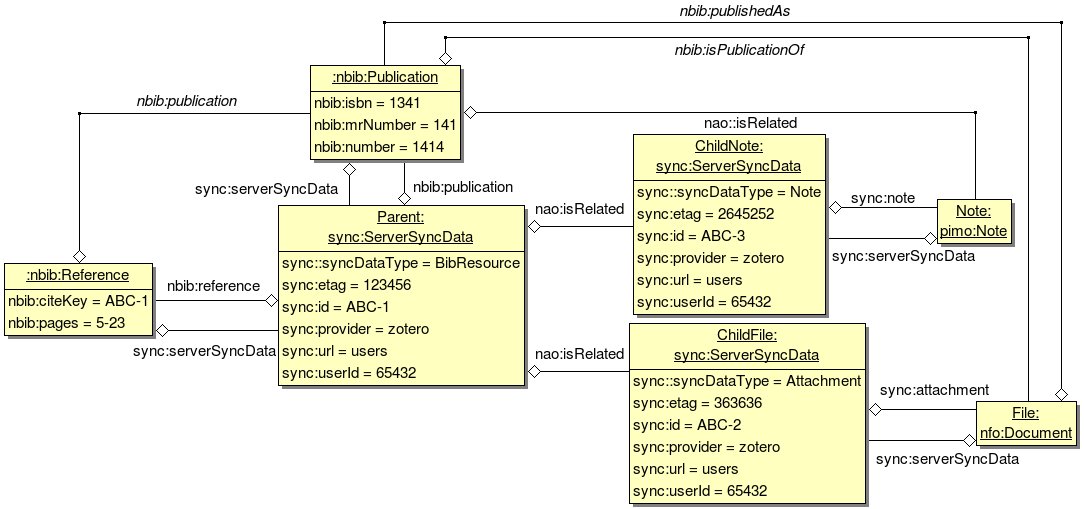 nbib:publishedAs
nbib:isPublicationOf
:nbib:Publication
nbib:isbn = 1341
nbib:mrNumber = 141
nbib:number = 1414
nbib:publication
nao::isRelated
sync:serverSyncData
nbib:publication
ChildNote:
sync:ServerSyncData
sync::syncDataType = Note
sync:etag = 2645252
sync:id = ABC-3
sync:provider = zotero
sync:url = users
sync:userId = 65432
sync:note
sync:serverSyncData
Note:
pimo:Note
nao:isRelated
Parent:
sync:ServerSyncData
sync::syncDataType = BibResource
sync:etag = 123456
sync:id = ABC-1
sync:provider = zotero
sync:url = users
sync:userId = 65432
:nbib:Reference
nbib:citeKey = ABC-1
nbib:pages = 5-23
nbib:reference
sync:serverSyncData
nao:isRelated
ChildFile:
sync:ServerSyncData
sync::syncDataType = Attachment
sync:etag = 363636
sync:id = ABC-2
sync:provider = zotero
sync:url = users
sync:userId = 65432
sync:attachment
sync:serverSyncData
File:
nfo:Document